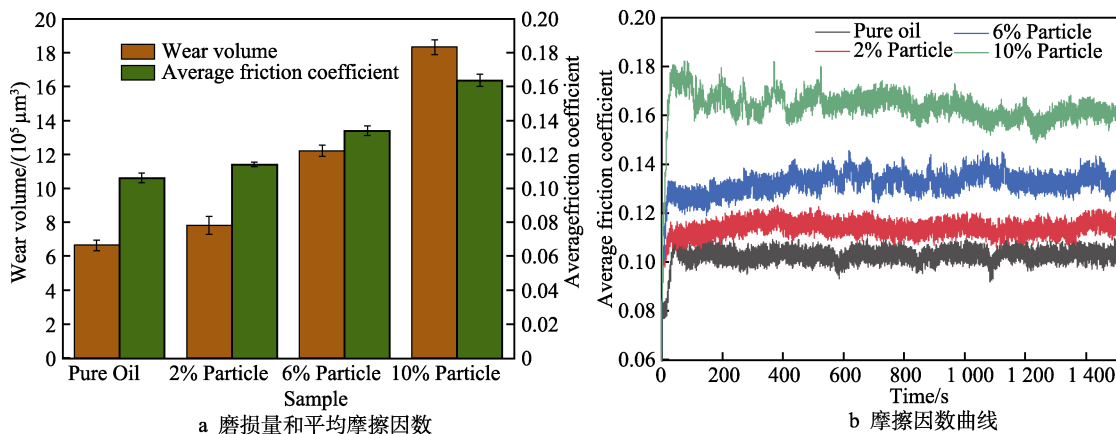 20
18
16
14
12
10
8
6
4
2
0
Wear volume/(10⁵ μm³)
Wear volume
Average friction coefficient
0.20
0.18
0.16
0.14
0.12
0.10
0.08
0.06
0.04
0.02
0
Averagefriction coefficient
Pure Oil 2% Particle 6% Particle 10% Particle
Sample
a 磨损量和平均摩擦因数
0.20
0.18
0.16
0.14
0.12
0.10
0.08
0.06
Average friction coefficient
Pure oil 6% Particle
2% Particle 10% Particle
0 200 400 600 800 1 000 1 200 1 400
Time/s
b 摩擦因数曲线